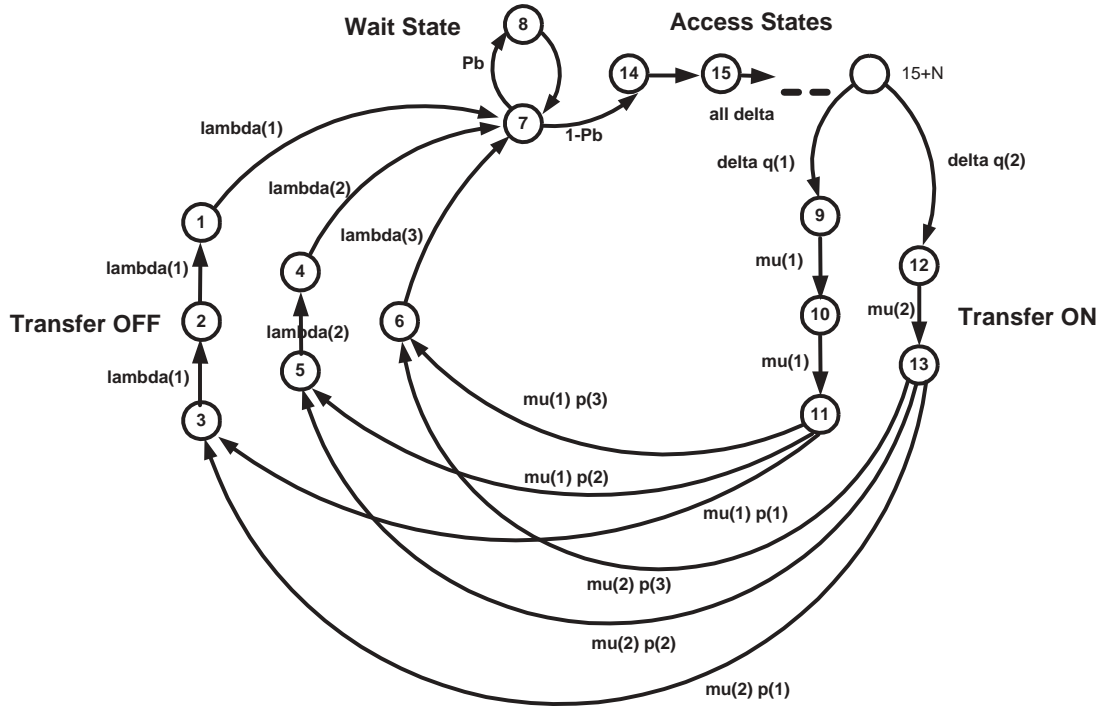 8
Wait State
Access States
Pb
14
15
15+N
7
1-Pb
all delta
lambda(1)
delta q(1)
delta q(2)
lambda(2)
1
9
lambda(3)
mu(1)
12
lambda(1)
4
Transfer OFF
2
lambda(2)
6
10
mu(2)
Transfer ON
lambda(1)
5
mu(1)
13
3
mu(1) p(3)
11
mu(1) p(2)
mu(1) p(1)
mu(2) p(3)
mu(2) p(2)
mu(2) p(1)